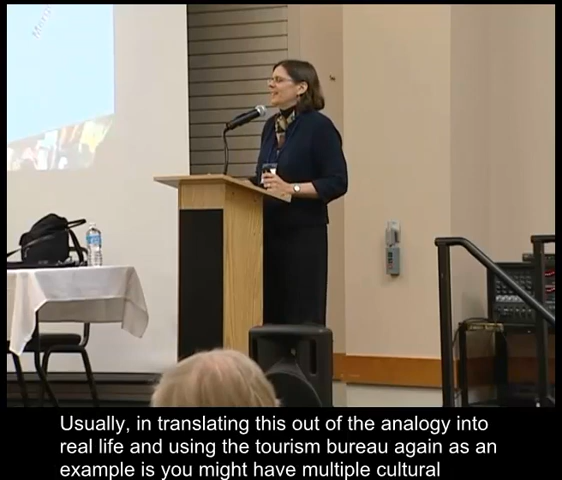 Usually, in translating this out of the analogy into
real life and using the tourism bureau again as an
example is you might have multiple cultural